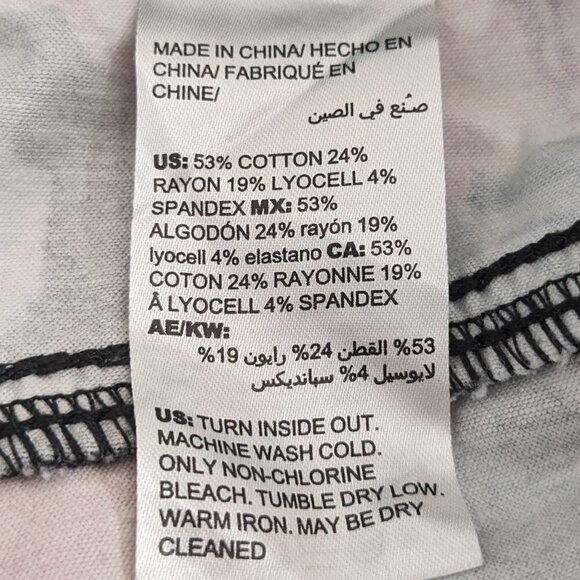 MADE IN CHINA/ HECHO EN
CHINA/ FABRIQUÉ EN
CHINE/
صُنع في الصين
US: 53% COTTON 24%
RAYON 19% LYOCELL 4%
SPANDEX MX: 53%
ALGODÓN 24% rayón 19%
lyocell 4% elastano CA: 53%
COTON 24% RAYONNE 19%
Â LYOCELL 4% SPANDEX
AE/KW:
53% القطن 24% رايون 19%
لايوسيل 4% سبانديكس
US: TURN INSIDE OUT.
MACHINE WASH COLD.
ONLY NON-CHLORINE
BLEACH. TUMBLE DRY LOW.
WARM IRON. MAY BE DRY
CLEANED